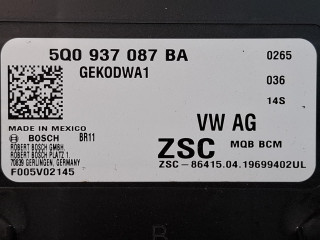 5Q0 937 087 BA
0265
GEKODWA1
036
14S
MADE IN MEXICO
VW AG
BOSCH
BR11
ROBERT BOSCH GMBH.
ROBERT BOSCH PLATZ 1
70839 GERLINGEN, GERMANY
ZSC
MQB BCM
F005V02145
ZSC-86415.04.19699402UL
B